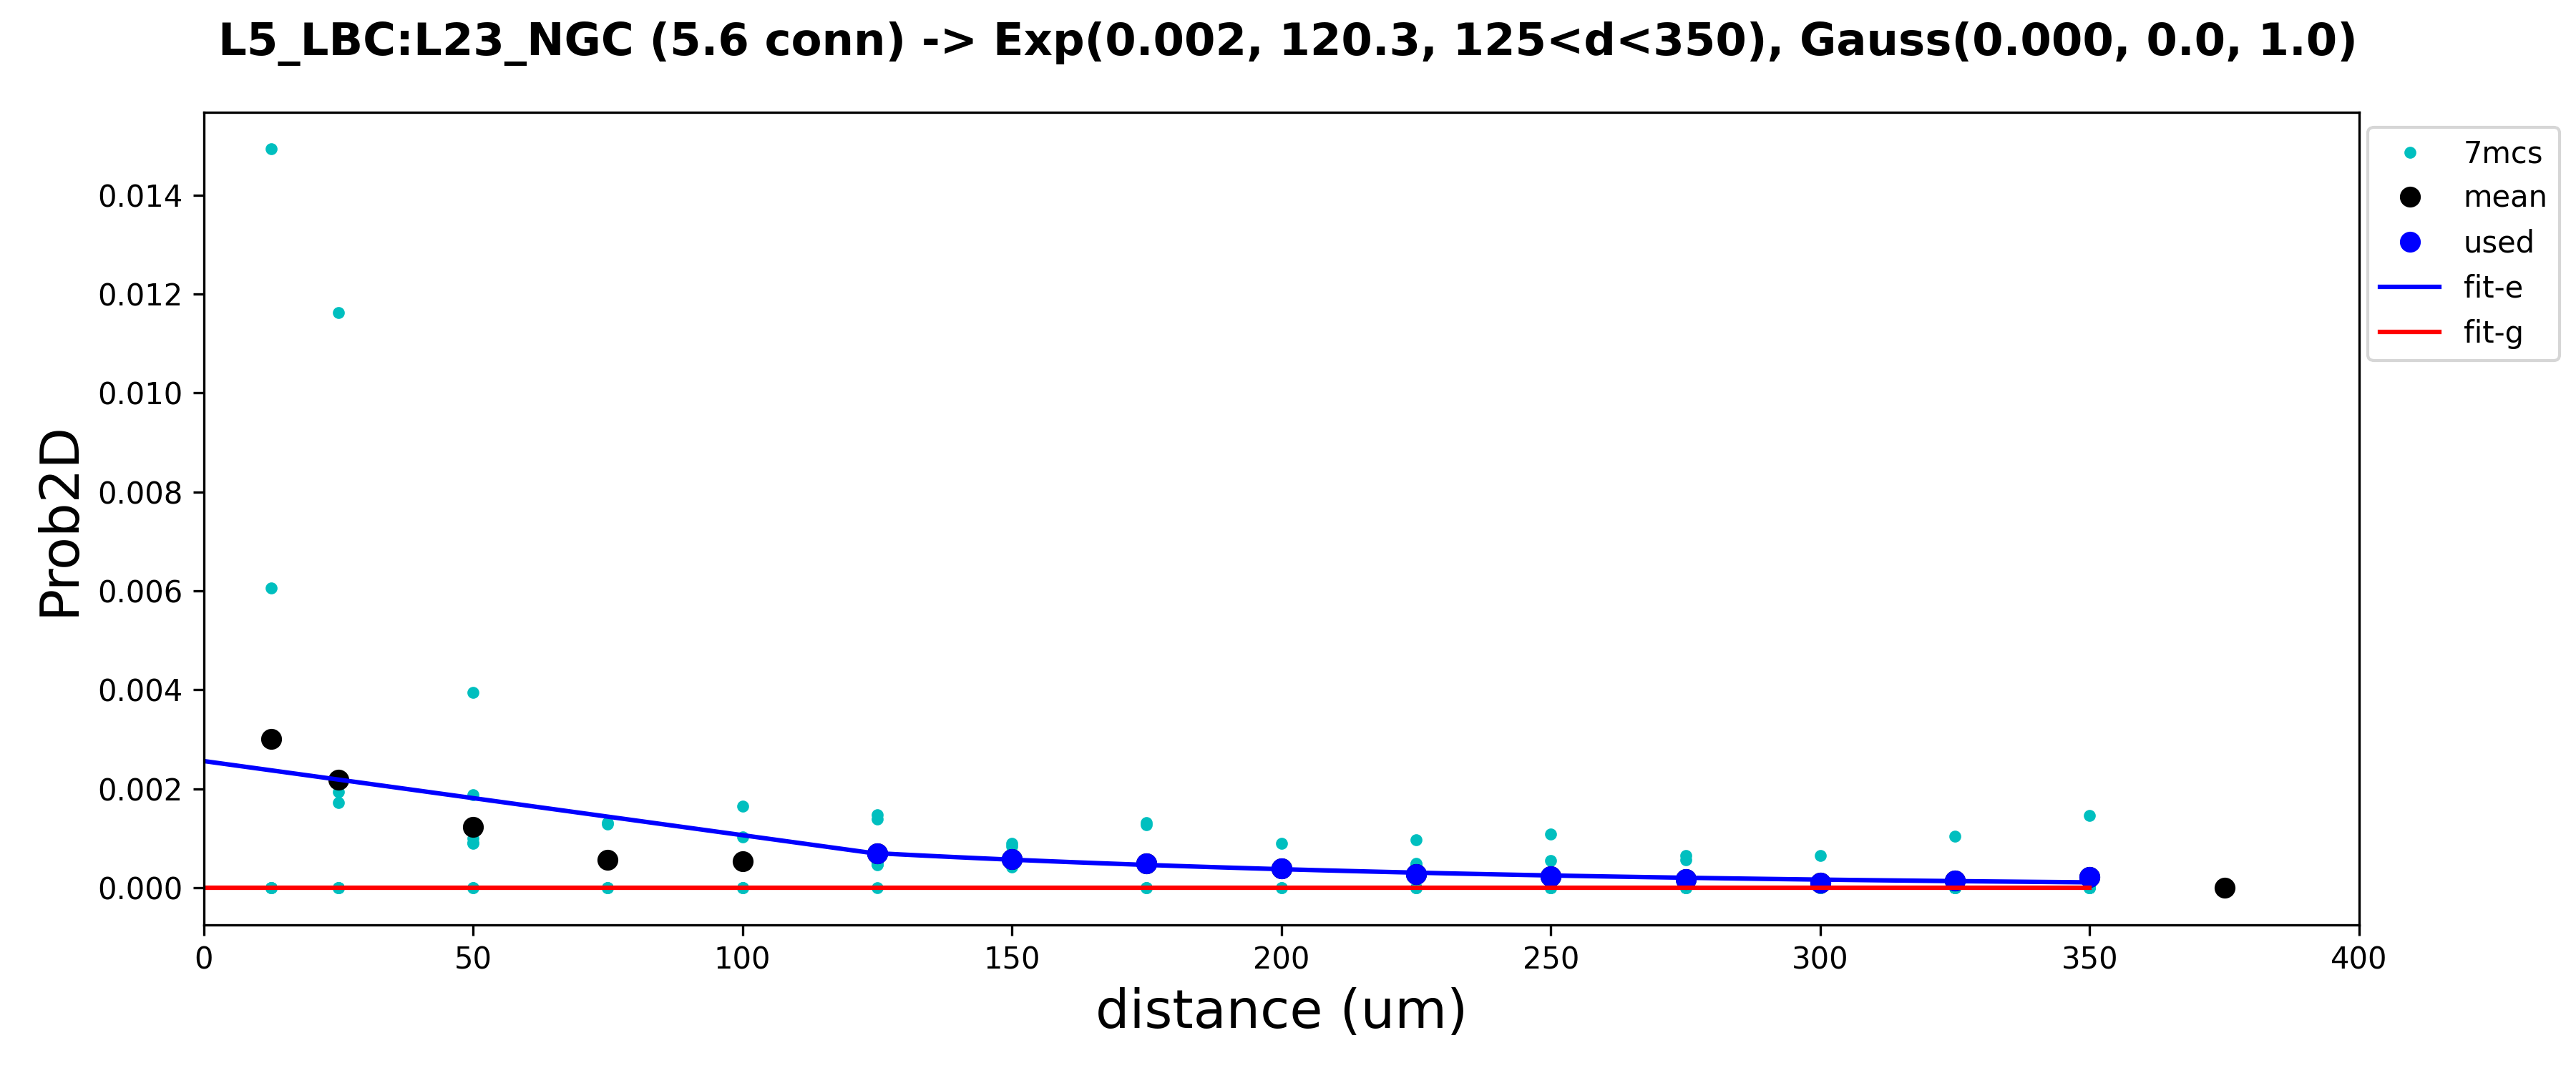 L5_LBC:L23_NGC (5.6 conn) -> Exp(0.002, 120.3, 125<d<350), Gauss(0.000, 0.0, 1.0)
7mcs
mean
used
fit-e
fit-g
Prob2D
0.014
0.012
0.010
0.008
0.006
0.004
0.002
0.000
0 50 100 150 200 250 300 350 400
distance (um)